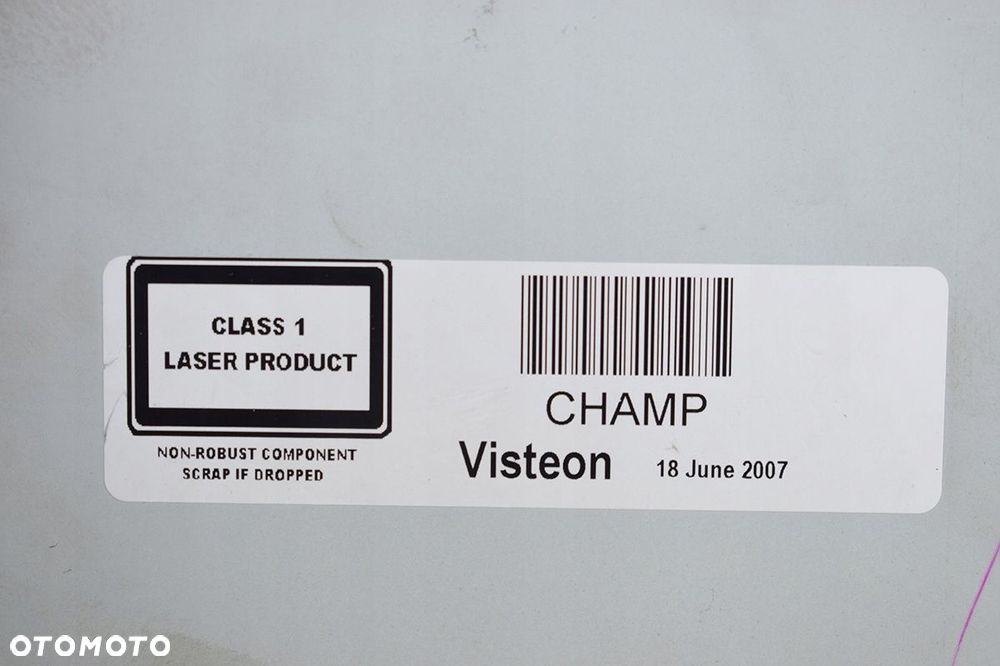 CLASS 1
LASER PRODUCT
NON-ROBUST COMPONENT
SCRAP IF DROPPED
CHAMP
Visteon 18 June 2007
OTOMOTO